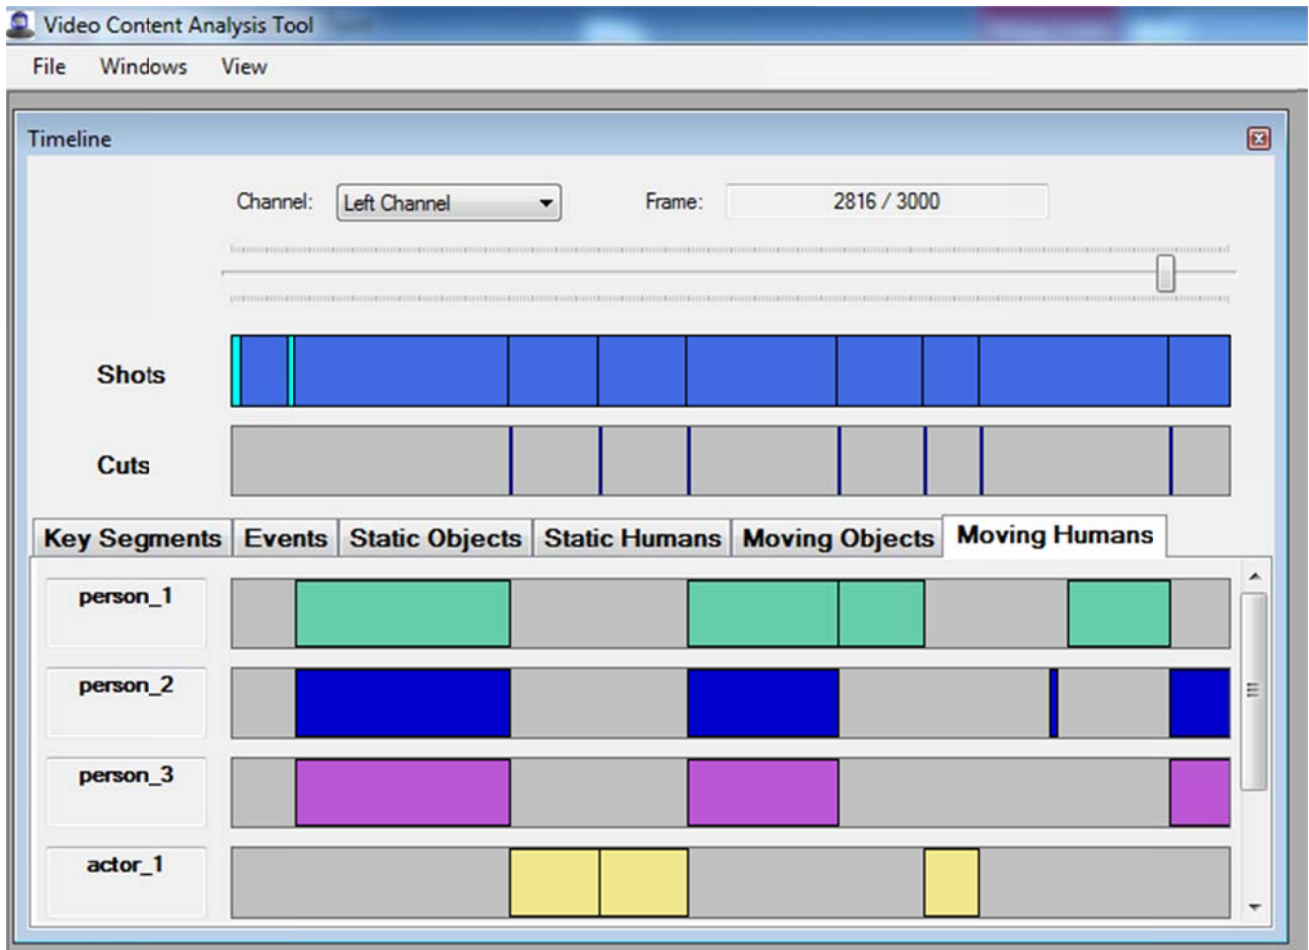 Video Content Analysis Tool
File Windows View
Timeline
Channel: Left Channel Frame: 2816 / 3000
Shots
Cuts
Key Segments Events Static Objects Static Humans Moving Objects Moving Humans
person_1
person_2
person_3
actor_1